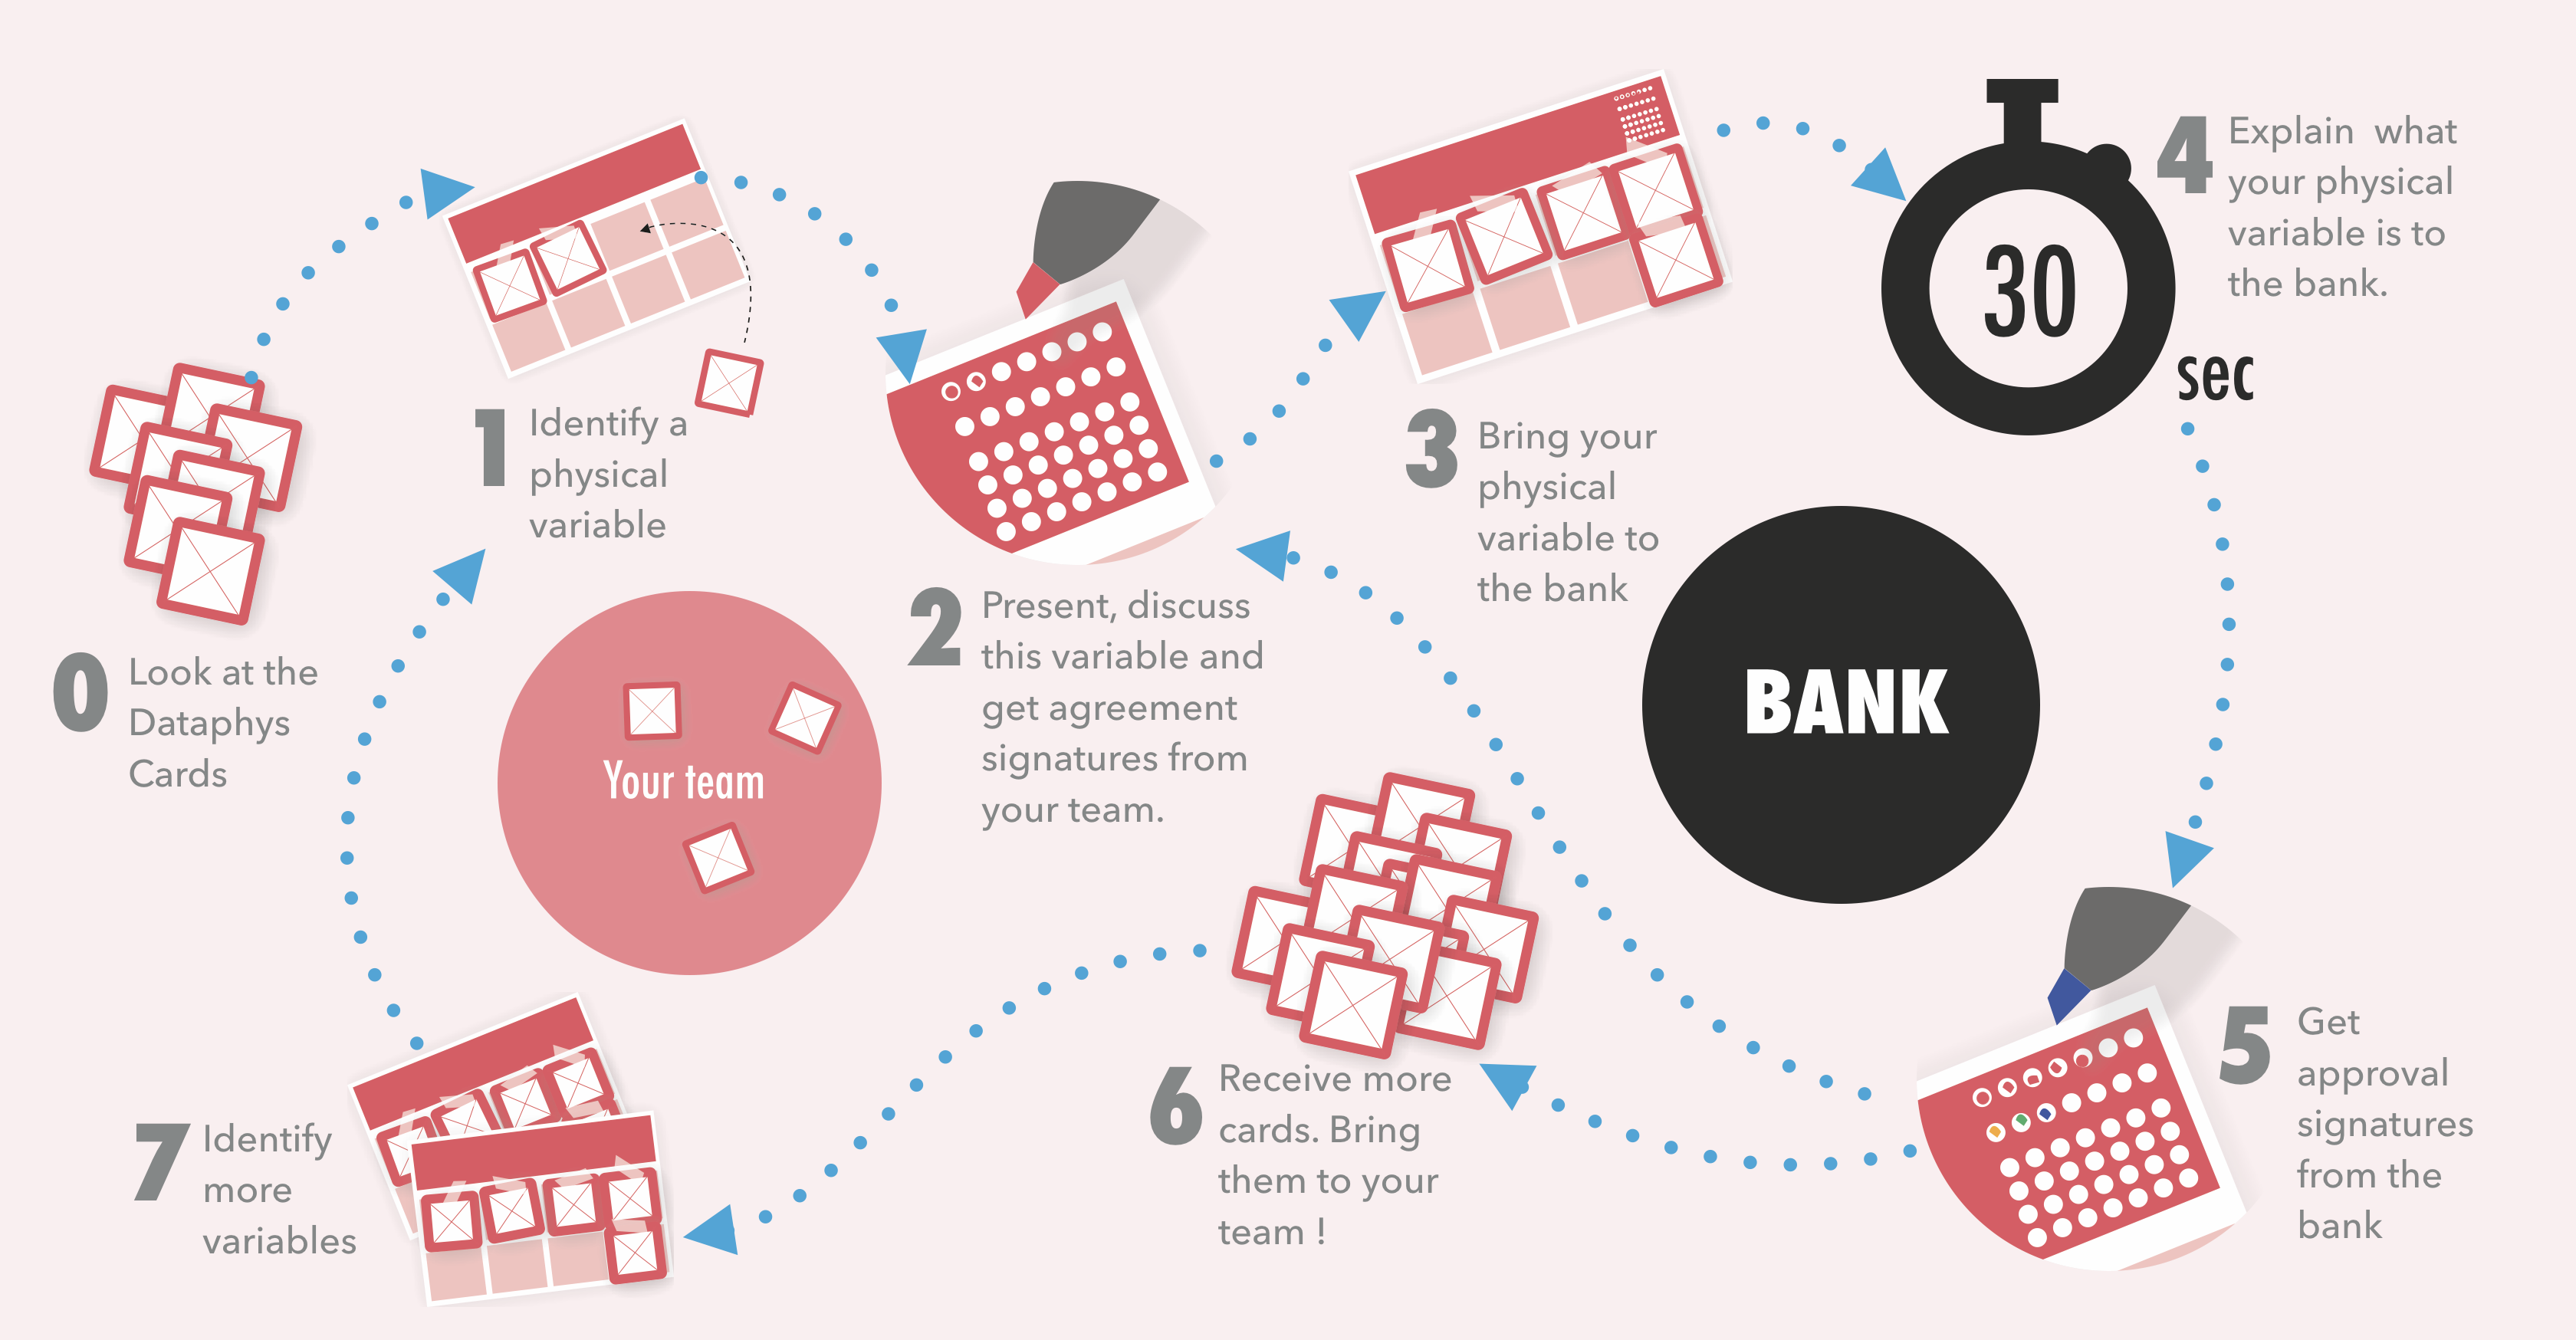 0
Look at the
Dataphys
Cards
1
Identify a
physical
variable
2
Present, discuss
this variable and
get agreement
signatures from
your team.
3
Bring your
physical
variable to
the bank
30
sec
4
Explain what
your physical
variable is to
the bank.
Your team
BANK
5
Get
approval
signatures
from the
bank
6
Receive more
cards. Bring
them to your
team !
7
Identify
more
variables